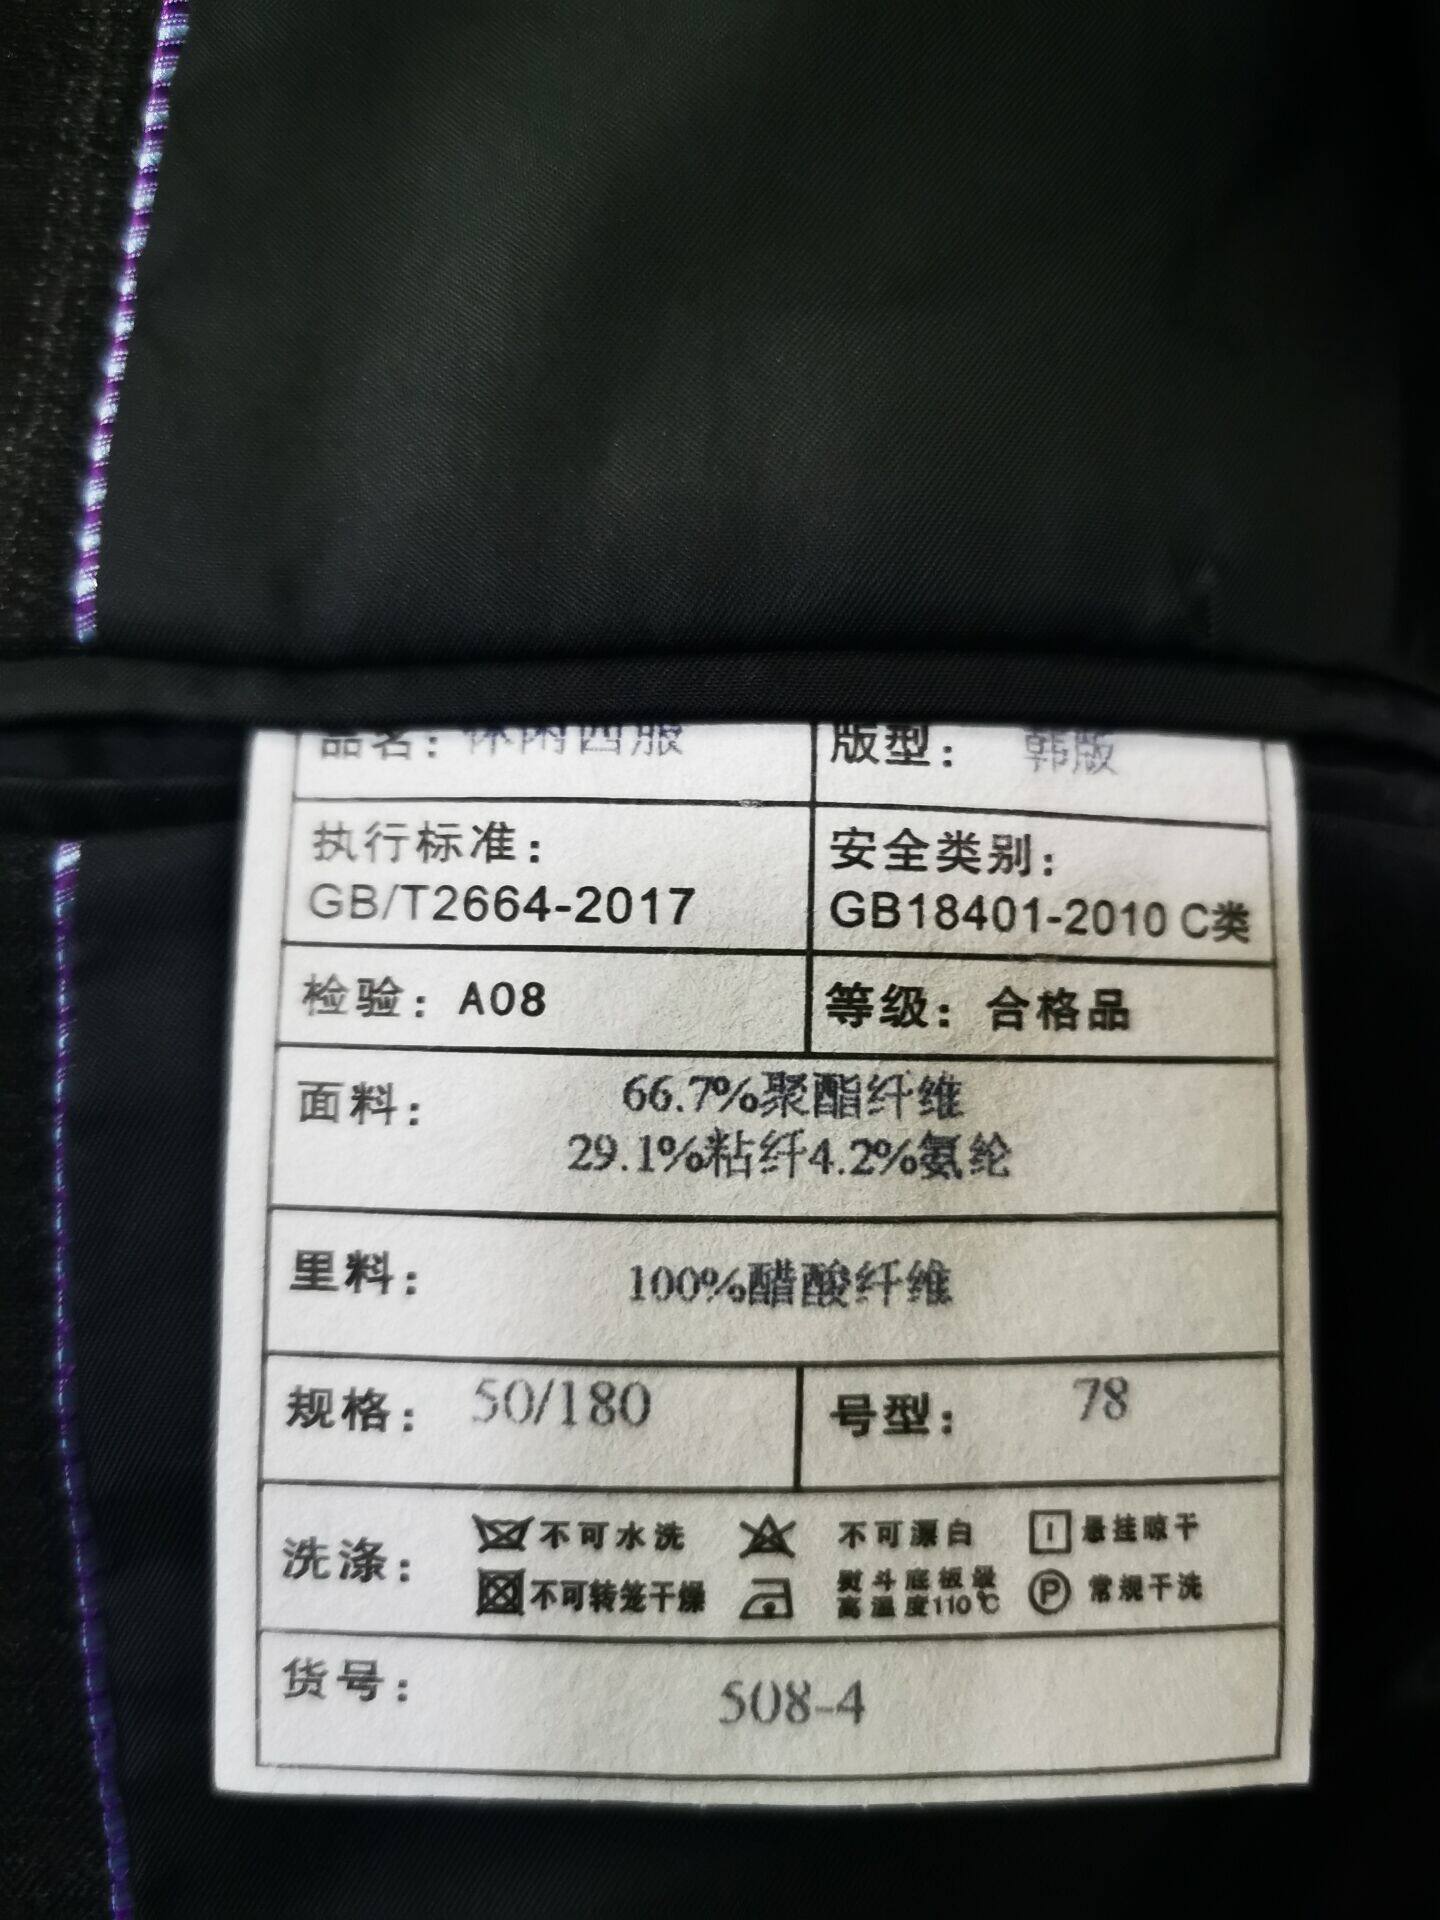 品名：休闲西服 版型：韩版
执行标准： 安全类别：
GB/T2664-2017 GB18401-2010 C类
检验：A08 等级：合格品
面料： 66.7%聚酯纤维
29.1%粘纤4.2%氨纶
里料： 100%醋酸纤维
规格：50/180 号型：78
洗涤： 不可水洗 不可漂白 悬挂晾干
不可转笼干燥 熨斗底板最高温度110℃ P 常规干洗
货号： 508-4